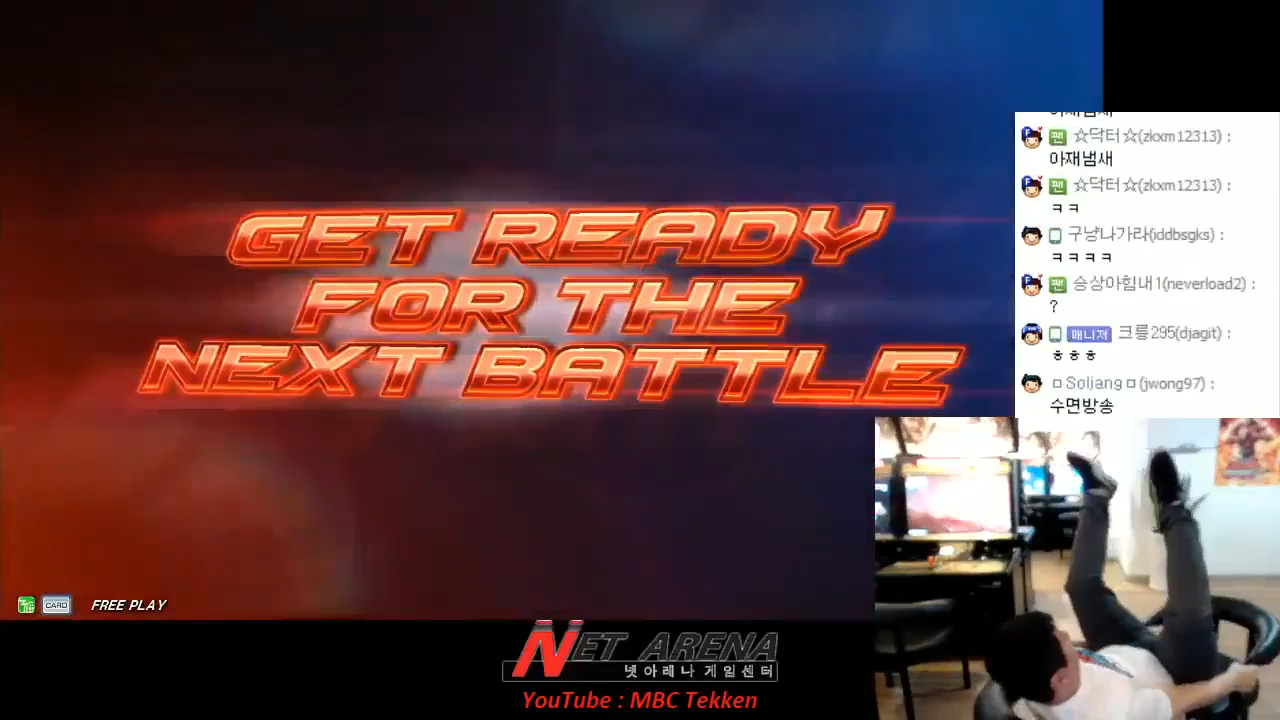 GET READY
FOR THE
NEXT BATTLE
☆닥터☆(zkxm12313) :
아재냄새
☆닥터☆(zkxm12313) :
ㅋㅋ
구냥나가라(iddbsgks) :
ㅋㅋㅋㅋ
승상아힘내1(neverload2) :
?
매니저 크릉295(djagit) :
ㅎㅎㅎ
ㅁSoljangㅁ(jwong97) :
수면방송
CARD FREE PLAY
NET ARENA
넷아레나 게임센터
YouTube : MBC Tekken